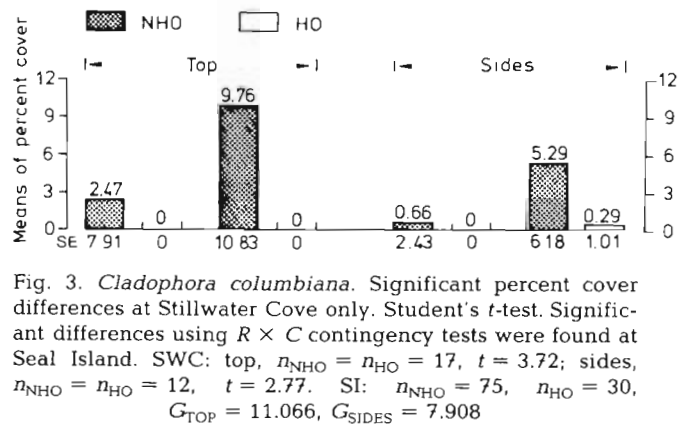 NHO HO
Top Sides
Means of percent cover
12 12
9 9
6 6
3 3
0 0
2.47 0 9.76 0 0.66 0 5.29 0.29
SE 7 91 0 10 83 0 2.43 0 6 18 1.01
Fig. 3. Cladophora columbiana. Significant percent cover
differences at Stillwater Cove only. Student's t-test. Signific-
ant differences using R × C contingency tests were found at
Seal Island. SWC: top, nNHO = nHO = 17, t = 3.72; sides,
nNHO = nHO = 12, t = 2.77. SI: nNHO = 75, nHO = 30,
GTOP = 11.066, GSIDES = 7.908